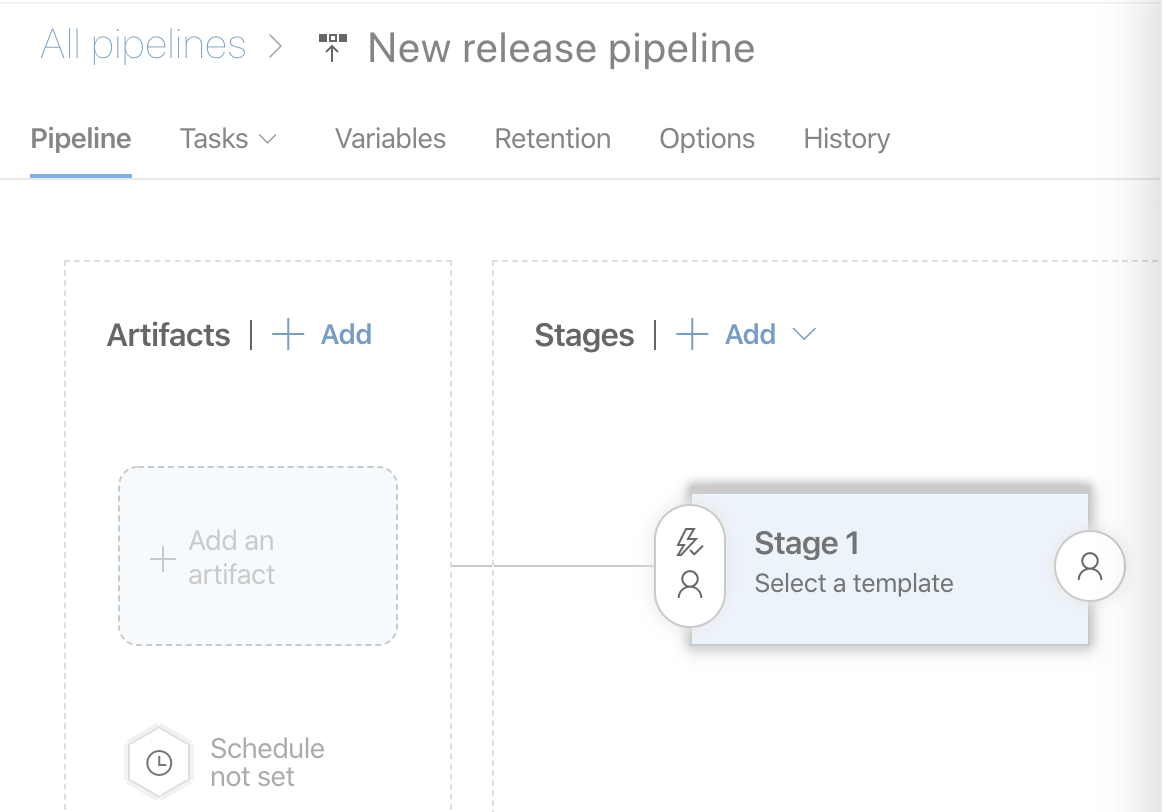 All pipelines > New release pipeline
Pipeline Tasks Variables Retention Options History
Artifacts | + Add
Stages | + Add
+ Add an
artifact
Stage 1
Select a template
Schedule
not set